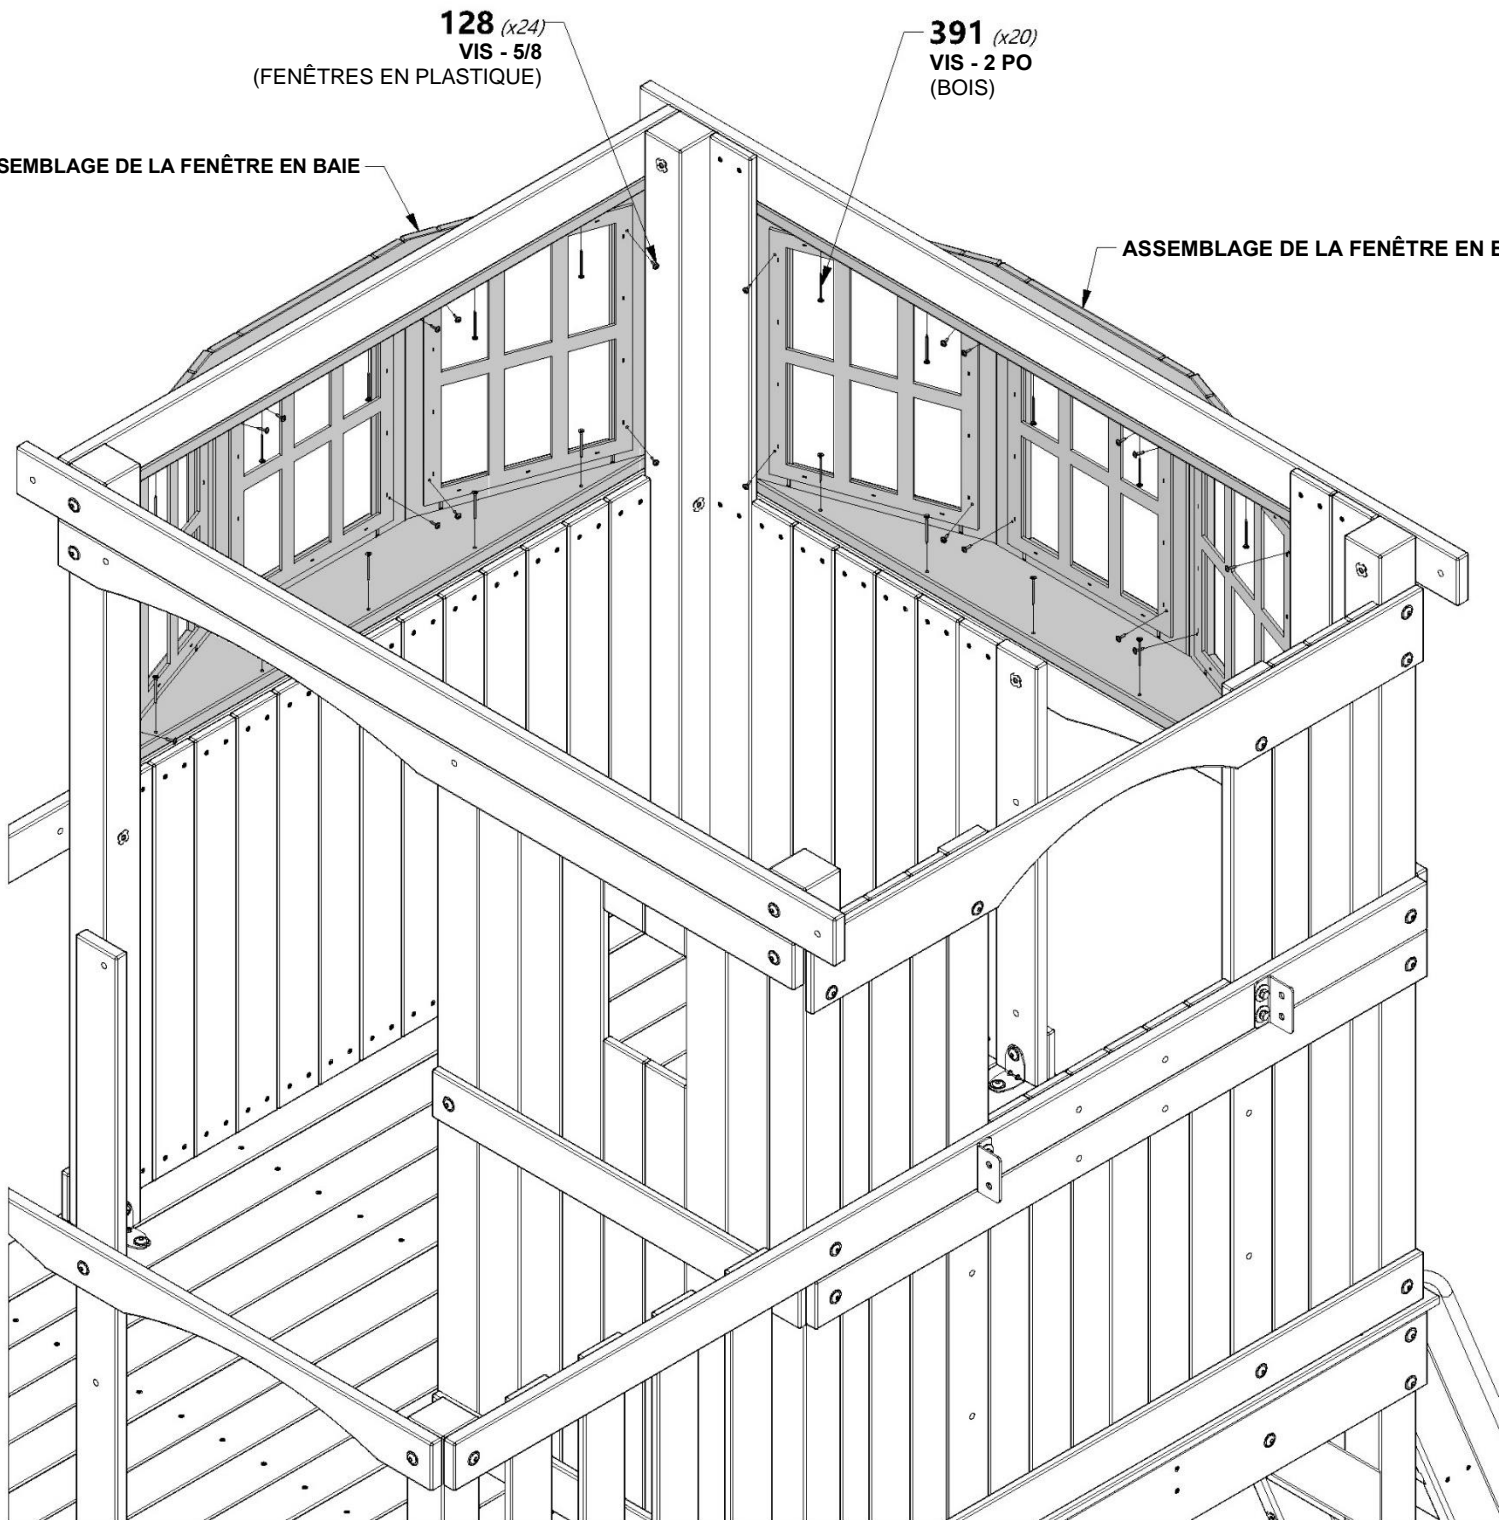 128 (x24)
VIS - 5/8
(FENÊTRES EN PLASTIQUE)
391 (x20)
VIS - 2 PO
(BOIS)
SEMBLAGE DE LA FENÊTRE EN BAIE
ASSEMBLAGE DE LA FENÊTRE EN